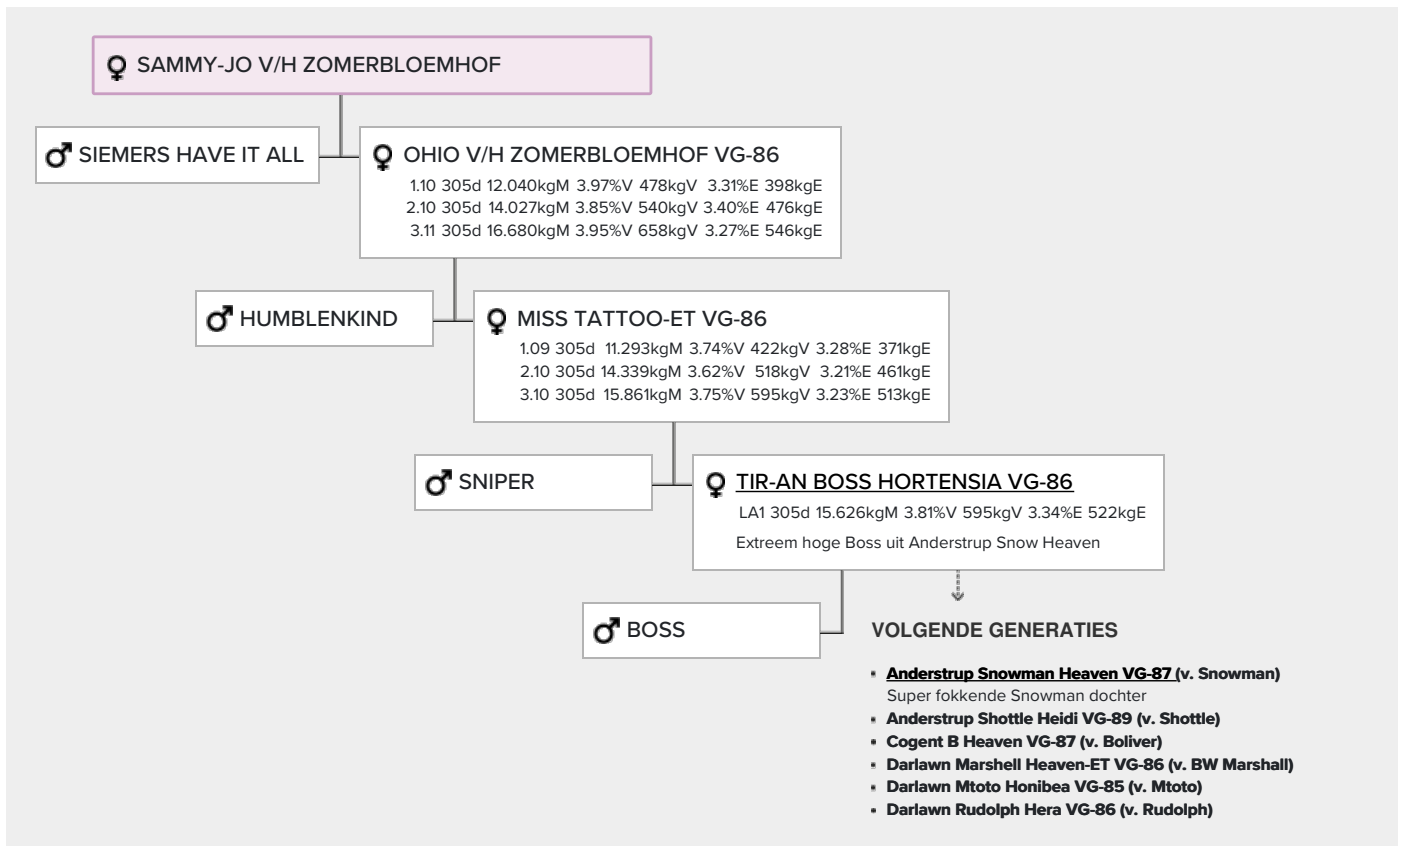 SAMMY-JO V/H ZOMERBLOEMHOF
SIEMERS HAVE IT ALL
OHIO V/H ZOMERBLOEMHOF VG-86
1.10 305d 12.040kgM 3.97%V 478kgV 3.31%E 398kgE
2.10 305d 14.027kgM 3.85%V 540kgV 3.40%E 476kgE
3.11 305d 16.680kgM 3.95%V 658kgV 3.27%E 546kgE
HUMBLENKIND
MISS TATTOO-ET VG-86
1.09 305d 11.293kgM 3.74%V 422kgV 3.28%E 371kgE
2.10 305d 14.339kgM 3.62%V 518kgV 3.21%E 461kgE
3.10 305d 15.861kgM 3.75%V 595kgV 3.23%E 513kgE
SNIPER
TIR-AN BOSS HORTENSIA VG-86
LA1 305d 15.626kgM 3.81%V 595kgV 3.34%E 522kgE
Extreem hoge Boss uit Anderstrup Snow Heaven
BOSS
VOLGENDE GENERATIES
Anderstrup Snowman Heaven VG-87 (v. Snowman)
Super fokkende Snowman dochter
Anderstrup Shottle Heidi VG-89 (v. Shottle)
Cogent B Heaven VG-87 (v. Boliver)
Darlawn Marshell Heaven-ET VG-86 (v. BW Marshall)
Darlawn Mtoto Honibea VG-85 (v. Mtoto)
Darlawn Rudolph Hera VG-86 (v. Rudolph)